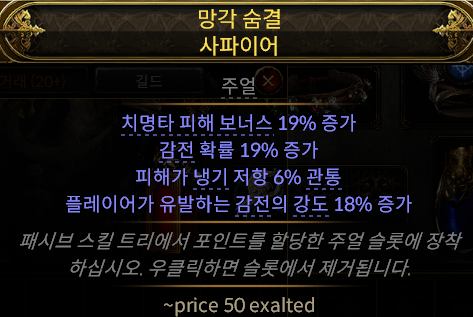 망각 숨결
사파이어
거래 (20+)
길드
주얼
치명타 피해 보너스 19% 증가
감전 확률 19% 증가
피해가 냉기 저항 6% 관통
플레이어가 유발하는 감전의 강도 18% 증가
패시브 스킬 트리에서 포인트를 할당한 주얼 슬롯에 장착
하십시오. 우클릭하면 슬롯에서 제거됩니다.
~price 50 exalted